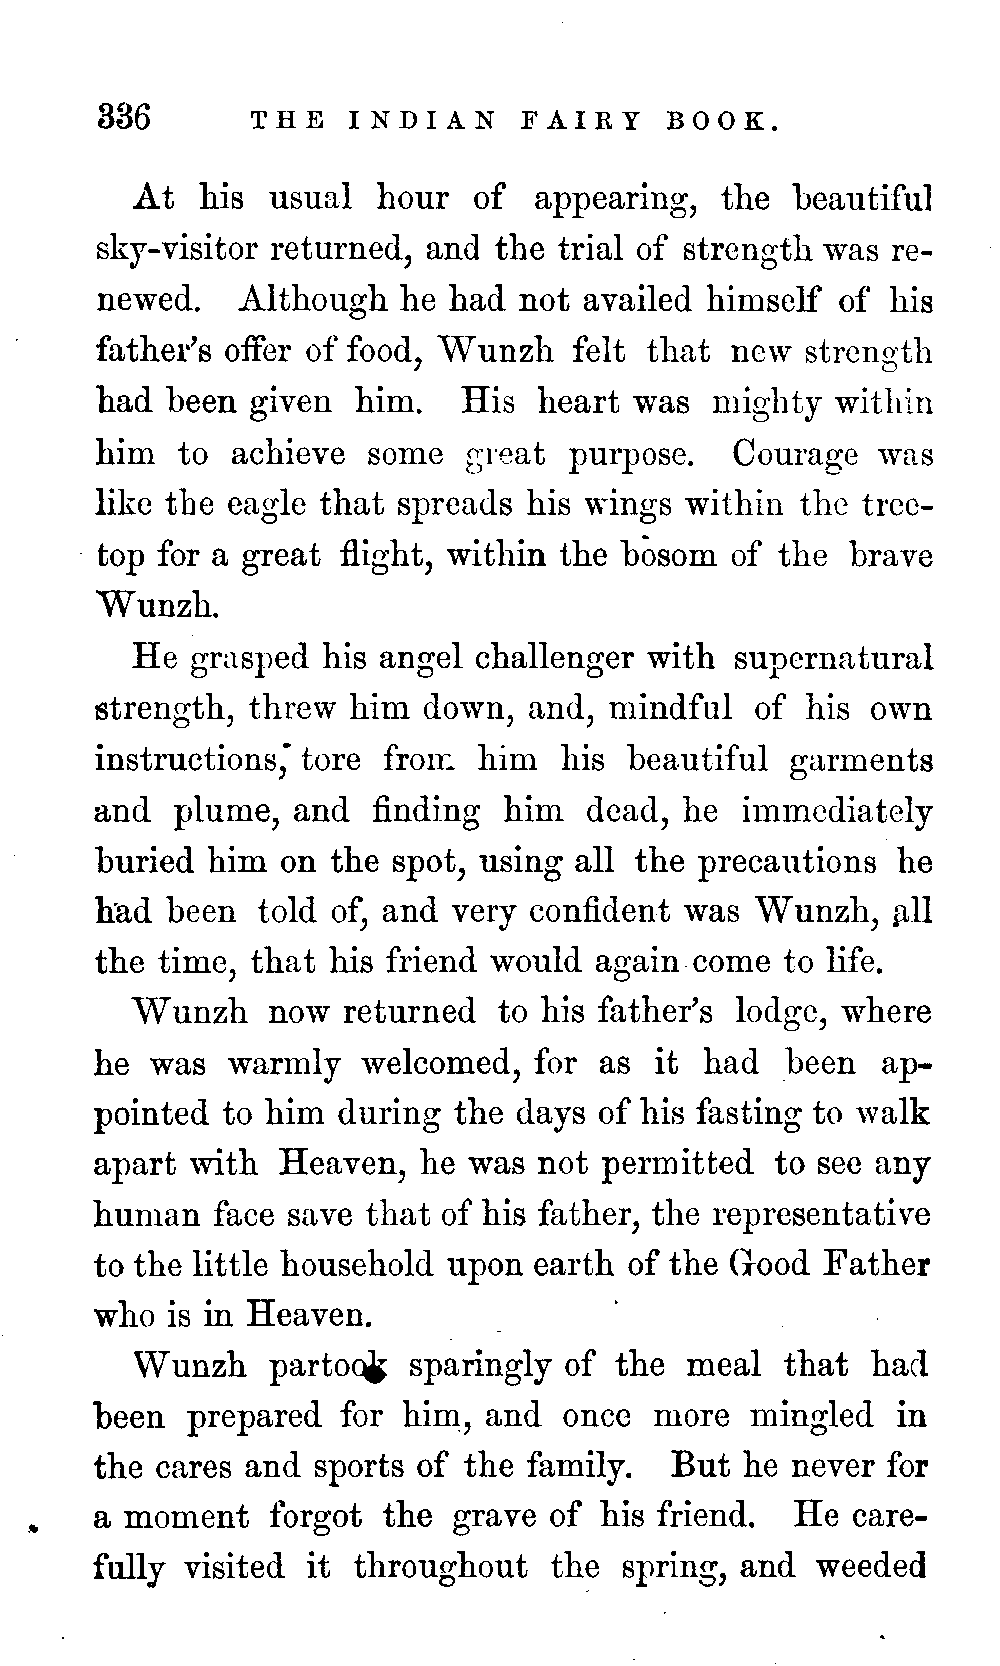 336 THE INDIAN FAIRY BOOK.
At his usual hour of appearing, the beautiful
sky-visitor returned, and the trial of strength was re-
newed. Although he had not availed himself of his
father's offer of food, Wunzh felt that new strength
had been given him. His heart was mighty within
him to achieve some great purpose. Courage was
like the eagle that spreads his wings within the tree-
top for a great flight, within the bosom of the brave
Wunzh.
He grasped his angel challenger with supernatural
strength, threw him down, and, mindful of his own
instructions, tore from him his beautiful garments
and plume, and finding him dead, he immediately
buried him on the spot, using all the precautions he
had been told of, and very confident was Wunzh, all
the time, that his friend would again come to life.
Wunzh now returned to his father's lodge, where
he was warmly welcomed, for as it had been ap-
pointed to him during the days of his fasting to walk
apart with Heaven, he was not permitted to see any
human face save that of his father, the representative
to the little household upon earth of the Good Father
who is in Heaven.
Wunzh partook sparingly of the meal that had
been prepared for him, and once more mingled in
the cares and sports of the family. But he never for
a moment forgot the grave of his friend. He care-
fully visited it throughout the spring, and weeded